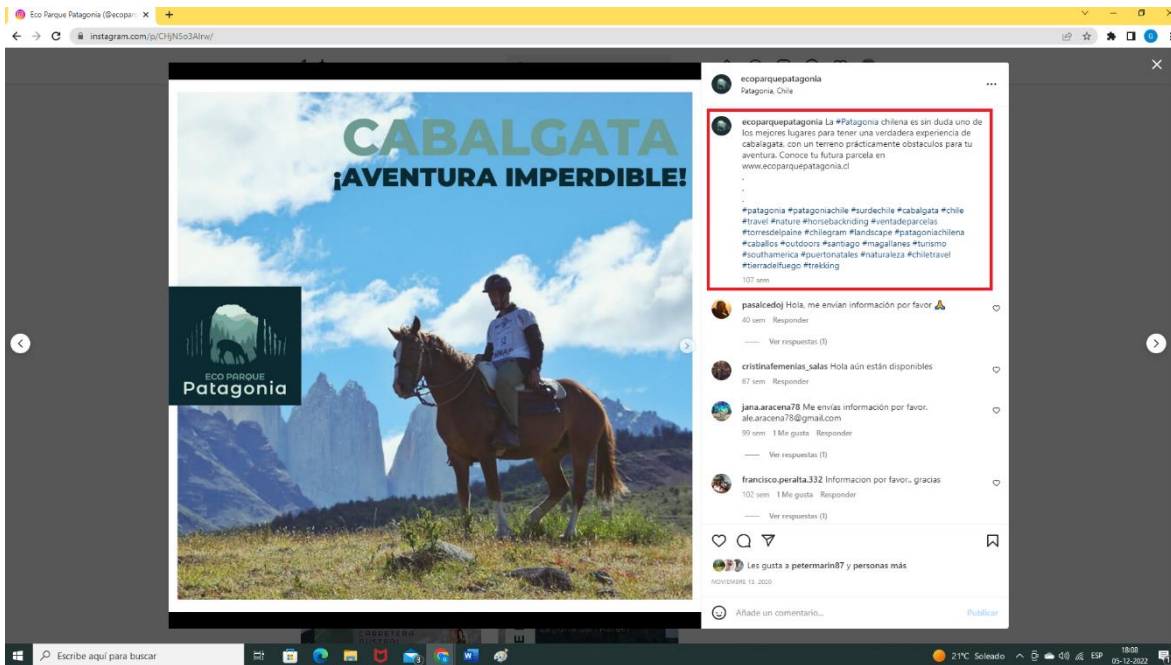 Eco Parque Patagonia (@ecoparq
instagram.com/p/CHjNSo3AIrw/
CABALGATA
¡AVENTURA IMPERDIBLE!
ECO PARQUE
Patagonia
ecoparquepatagonia
Patagonia, Chile
ecoparquepatagonia La #Patagonia chilena es sin duda uno de
los mejores lugares para tener una verdadera experiencia de
cabalagata, con un terreno prácticamente obstaculos para tu
aventura. Conoce tu futura parcela en
www.ecoparquepatagonia.cl
.
.
.
#patagonia #patagoniachile #surdechile #cabalgata #chile
#travel #nature #horsebackriding #ventadeparcelas
#torresdelpaine #chilegram #landscape #patagoniachilena
#caballos #outdoors #santiago #magallanes #turismo
#southamerica #puertonatales #naturaleza #chiletravel
#tierradelfuego #trekking
107 sem
pasalcedoj Hola, me envian información por favor 🙏
40 sem Responder
Ver respuestas (1)
cristinafemenias_salas Hola aún están disponibles
67 sem Responder
jana.aracena78 Me envías información por favor.
ale.aracena78@gmail.com
99 sem 1 Me gusta Responder
Ver respuestas (1)
francisco.peralta.332 Informacion por favor.. gracias
102 sem 1 Me gusta Responder
Ver respuestas (1)
Les gusta a petermarin87 y personas más
NOVIEMBRE 13, 2020
Añade un comentario...
Publicar
CARRETERA
AUSTRAL
Escribe aquí para buscar
21°C Soleado
ESP
18:08
05-12-2022